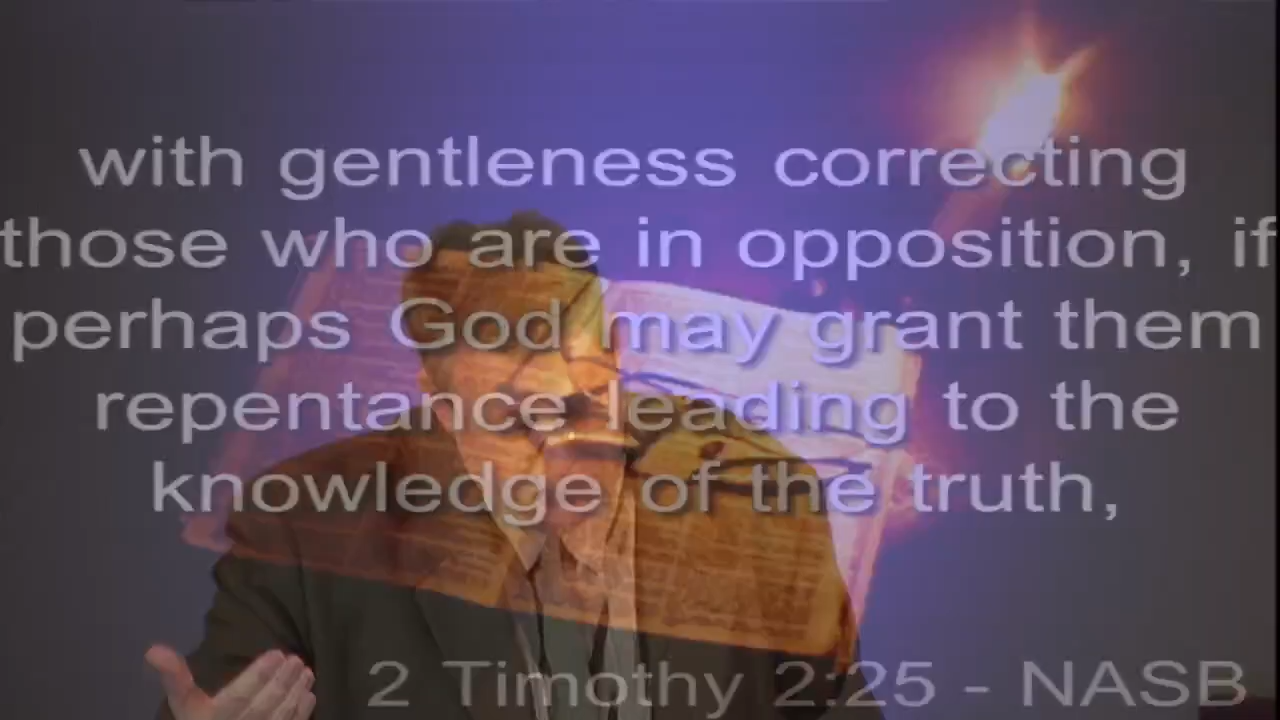 with gentleness correcting
those who are in opposition, if
perhaps God may grant them
repentance leading to the
knowledge of the truth,
2 Timothy 2:25 - NASB